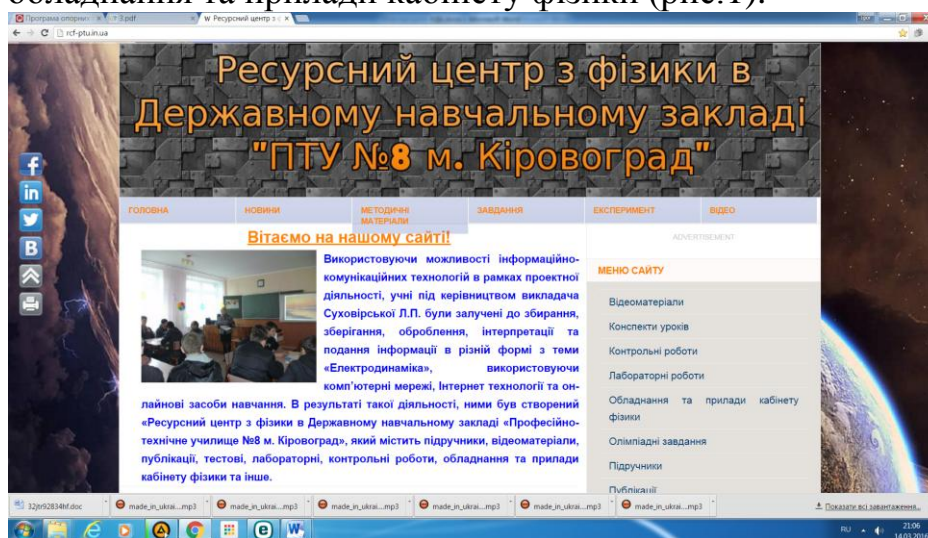 обладнання та прилади кабінету фізики (рис.1).
3.pdf
Ресурсний центр з ф
rcf-ptu.in.ua
Ресурсний центр з фізики в
Державному навчальному закладі
"ПТУ №8 м. Кіровоград"
ГОЛОВНА НОВИНИ МЕТОДИЧНІ МАТЕРІАЛИ ЗАВДАННЯ ЕКСПЕРИМЕНТ ВІДЕО
Вітаємо на нашому сайті!
Використовуючи можливості інформаційно-
комунікаційних технологій в рамках проектної
діяльності, учні під керівництвом викладача
Суховірської Л.П. були залучені до збирання,
зберігання, оброблення, інтерпретації та
подання інформації в різній формі з теми
«Електродинаміка», використовуючи
комп'ютерні мережі, Інтернет технології та он-
лайнові засоби навчання. В результаті такої діяльності, ними був створений
«Ресурсний центр з фізики в Державному навчальному закладі «Професійно-
технічне училище №8 м. Кіровоград», який містить підручники, відеоматеріали,
публікації, тестові, лабораторні, контрольні роботи, обладнання та прилади
кабінету фізики та інше.
ADVERTISEMENT
МЕНЮ САЙТУ
Відеоматеріали
Конспекти уроків
Контрольні роботи
Лабораторні роботи
Обладнання та прилади кабінету
фізики
Олімпіадні завдання
Підручники
Публікації
32jtr92834hf.doc made_in_ukrai....mp3 made_in_ukrai....mp3 made_in_ukrai....mp3 made_in_ukrai....mp3 made_in_ukrai....mp3 made_in_ukrai....mp3 Показати всі завантаження...
RU 21:06
14.03.2016